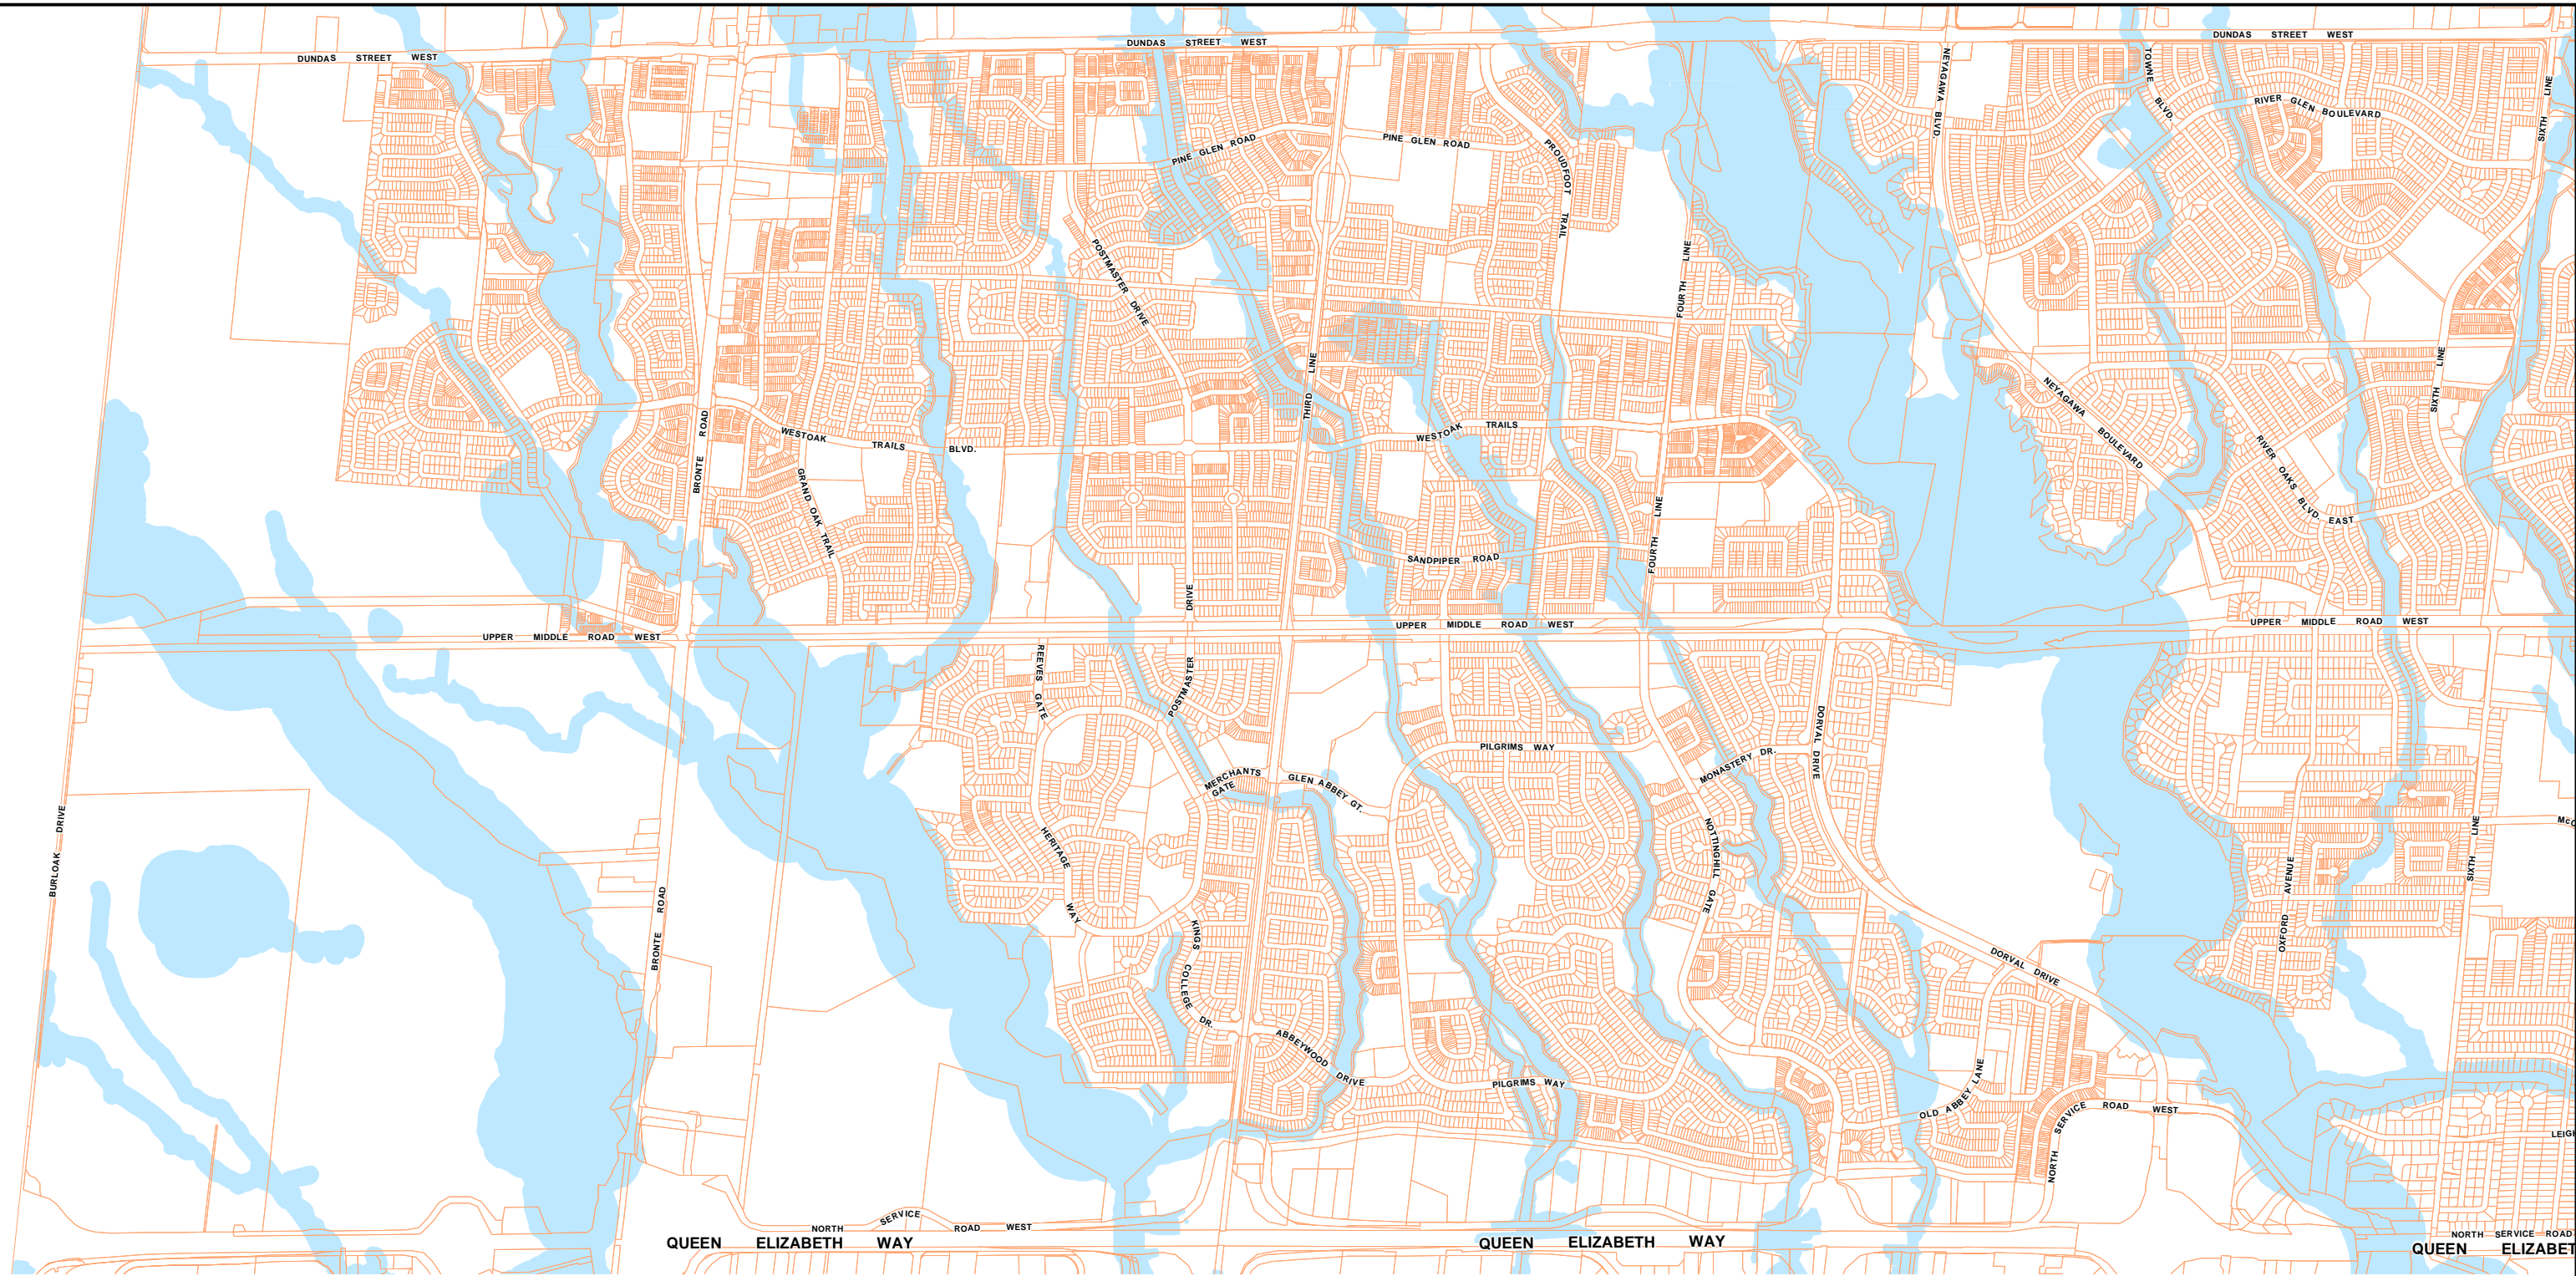 DUNDAS STREET WEST
DUNDAS STREET WEST
DUNDAS STREET WEST
NEYAGAWA BLVD.
TOWNE BLVD.
RIVER GLEN BOULEVARD
SIXTH LINE
PINE GLEN ROAD
PINE GLEN ROAD
PROUDFOOT TRAIL
POSTMASTER DRIVE
FOURTH LINE
THIRD LINE
NEYAGAWA BOULEVARD
SIXTH LINE
BRONTE ROAD
WESTOAK TRAILS BLVD.
WESTOAK TRAILS
RIVER OAKS BLVD. EAST
GRAND OAK TRAIL
FOURTH LINE
SANDPIPER ROAD
DRIVE
UPPER MIDDLE ROAD WEST
UPPER MIDDLE ROAD WEST
UPPER MIDDLE ROAD WEST
REEVES GATE
POSTMASTER
DORVAL DRIVE
PILGRIMS WAY
MONASTERY DR.
MERCHANTS
GATE
GLEN ABBEY GT.
BURLOAK DRIVE
HERITAGE WAY
NOTTINGHILL GATE
SIXTH LINE
McC
OXFORD AVENUE
BRONTE ROAD
KINGS COLLEGE DR.
DORVAL DRIVE
ABBEYWOOD DRIVE
PILGRIMS WAY
OLD ABBEY LANE
NORTH SERVICE ROAD WEST
LEIGH
NORTH SERVICE ROAD WEST
NORTH SERVICE ROAD
QUEEN ELIZABETH WAY
QUEEN ELIZABETH WAY
QUEEN ELIZABET